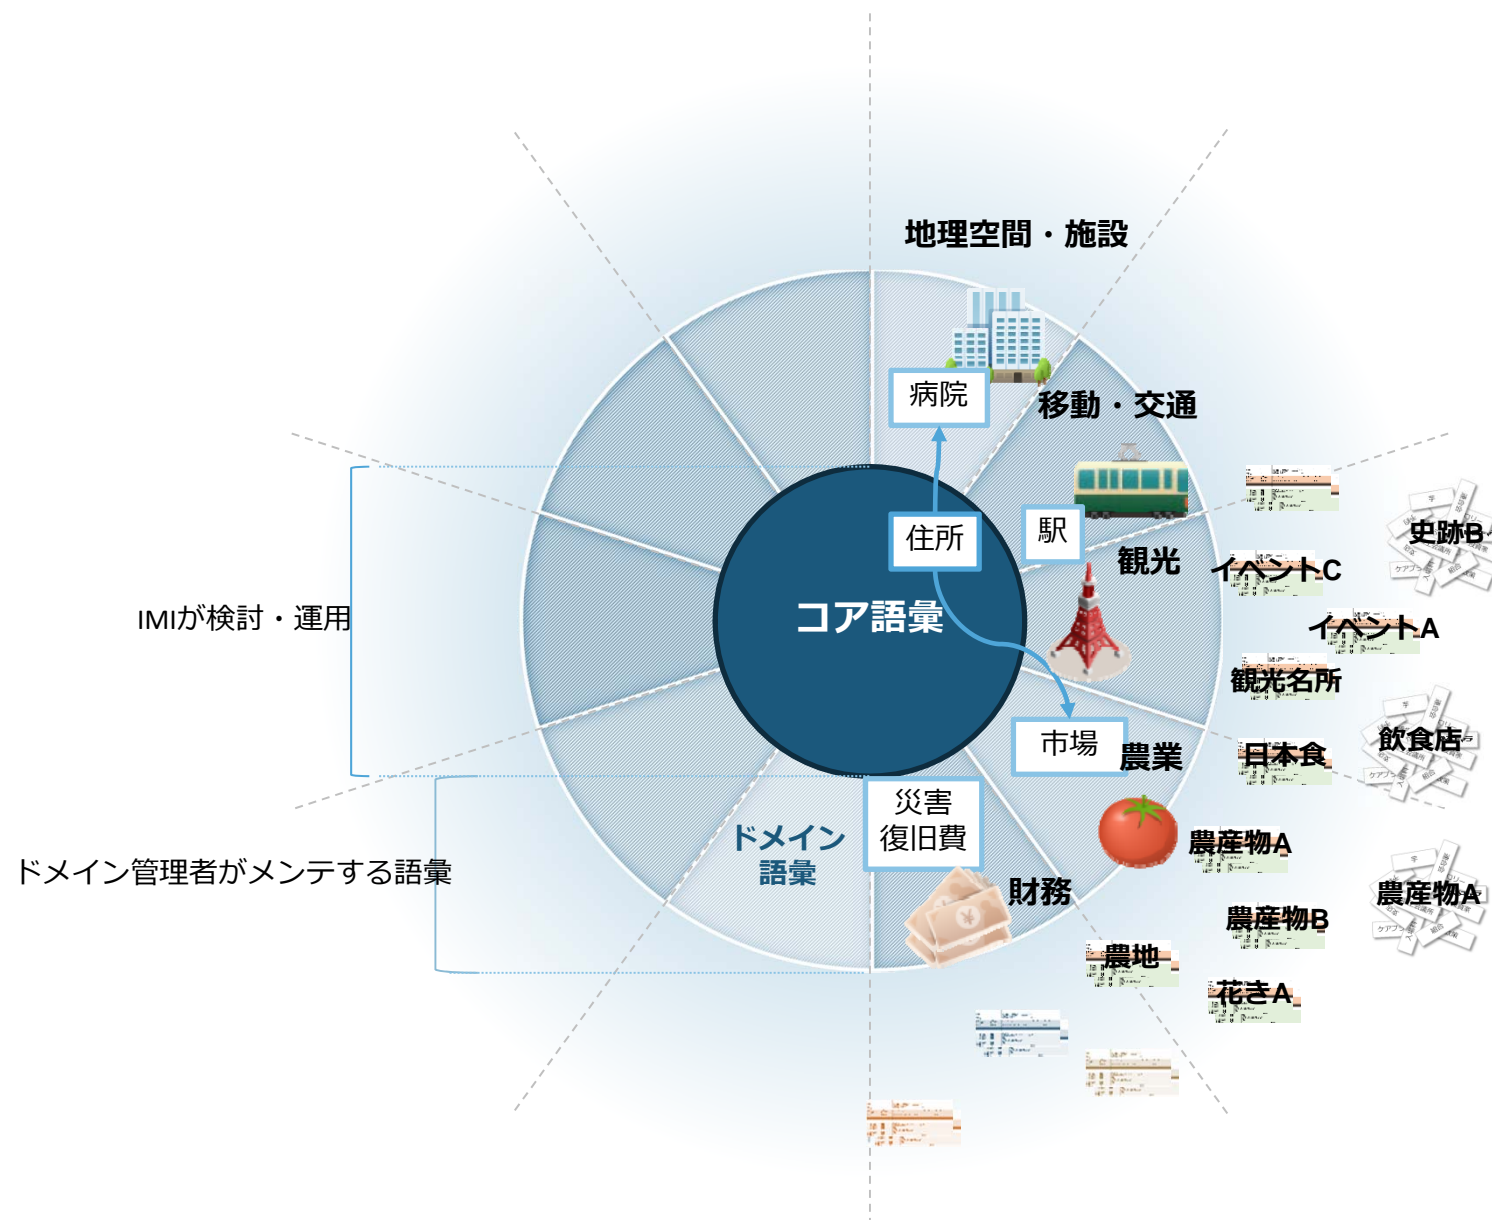 地理空間・施設
病院
移動・交通
住所
駅
史跡B
観光
イベントC
コア語彙
IMIが検討・運用
イベントA
観光名所
市場
農業
日本食
飲食店
災害
復旧費
ドメイン
語彙
農産物A
ドメイン管理者がメンテする語彙
財務
農産物A
農産物B
農地
花きA